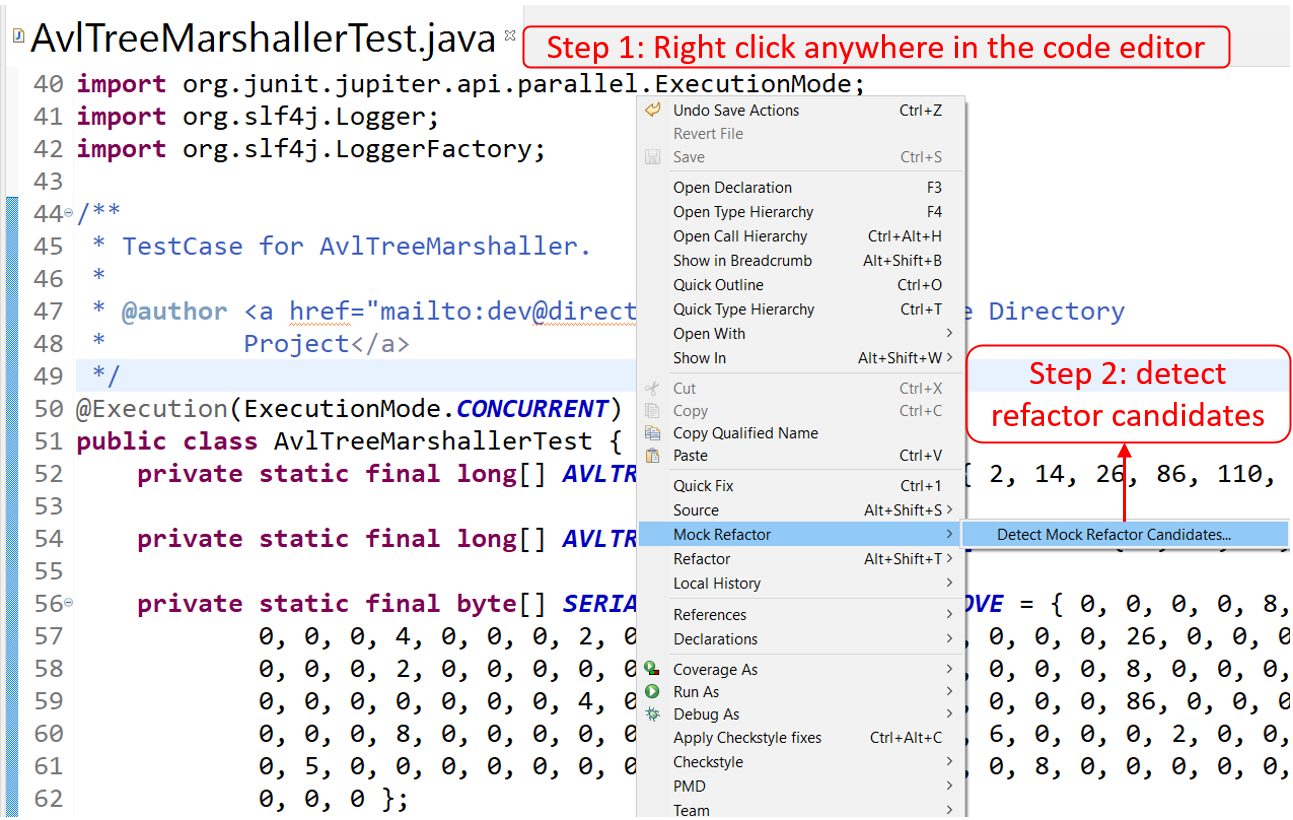 AvlTreeMarshallerTest.java
Step 1: Right click anywhere in the code editor
40 import org.junit.jupiter.api.parallel.ExecutionMode;
41 import org.slf4j.Logger;
42 import org.slf4j.LoggerFactory;
43
44 /**
45 * TestCase for AvlTreeMarshaller.
46 *
47 * @author <a href="mailto:dev@direct e Directory
48 * Project</a>
49 */
50 @Execution(ExecutionMode.CONCURRENT)
51 public class AvlTreeMarshallerTest {
52 private static final long[] AVLTR { 2, 14, 26, 86, 110,
53
54 private static final long[] AVLTR
55
56 private static final byte[] SERIA OVE = { 0, 0, 0, 0, 8,
57 0, 0, 0, 4, 0, 0, 0, 2, 0 0, 0, 0, 26, 0, 0, 0
58 0, 0, 0, 2, 0, 0, 0, 0, 0 0, 0, 0, 8, 0, 0, 0,
59 0, 0, 0, 0, 0, 0, 0, 4, 0 0, 0, 0, 86, 0, 0, 0
60 0, 0, 0, 8, 0, 0, 0, 0, 0 , 6, 0, 0, 0, 2, 0, 0,
61 0, 5, 0, 0, 0, 0, 0, 0, 0 , 0, 8, 0, 0, 0, 0, 0,
62 0, 0, 0 };
Undo Save Actions Ctrl+Z
Revert File
Save Ctrl+S
Open Declaration F3
Open Type Hierarchy F4
Open Call Hierarchy Ctrl+Alt+H
Show in Breadcrumb Alt+Shift+B
Quick Outline Ctrl+O
Quick Type Hierarchy Ctrl+T
Open With >
Show In Alt+Shift+W >
Cut Ctrl+X
Copy Ctrl+C
Copy Qualified Name
Paste Ctrl+V
Quick Fix Ctrl+1
Source Alt+Shift+S >
Mock Refactor >
Refactor Alt+Shift+T >
Local History >
References >
Declarations >
Coverage As >
Run As >
Debug As >
Apply Checkstyle fixes Ctrl+Alt+C
Checkstyle >
PMD >
Team >
Step 2: detect
refactor candidates
Detect Mock Refactor Candidates...